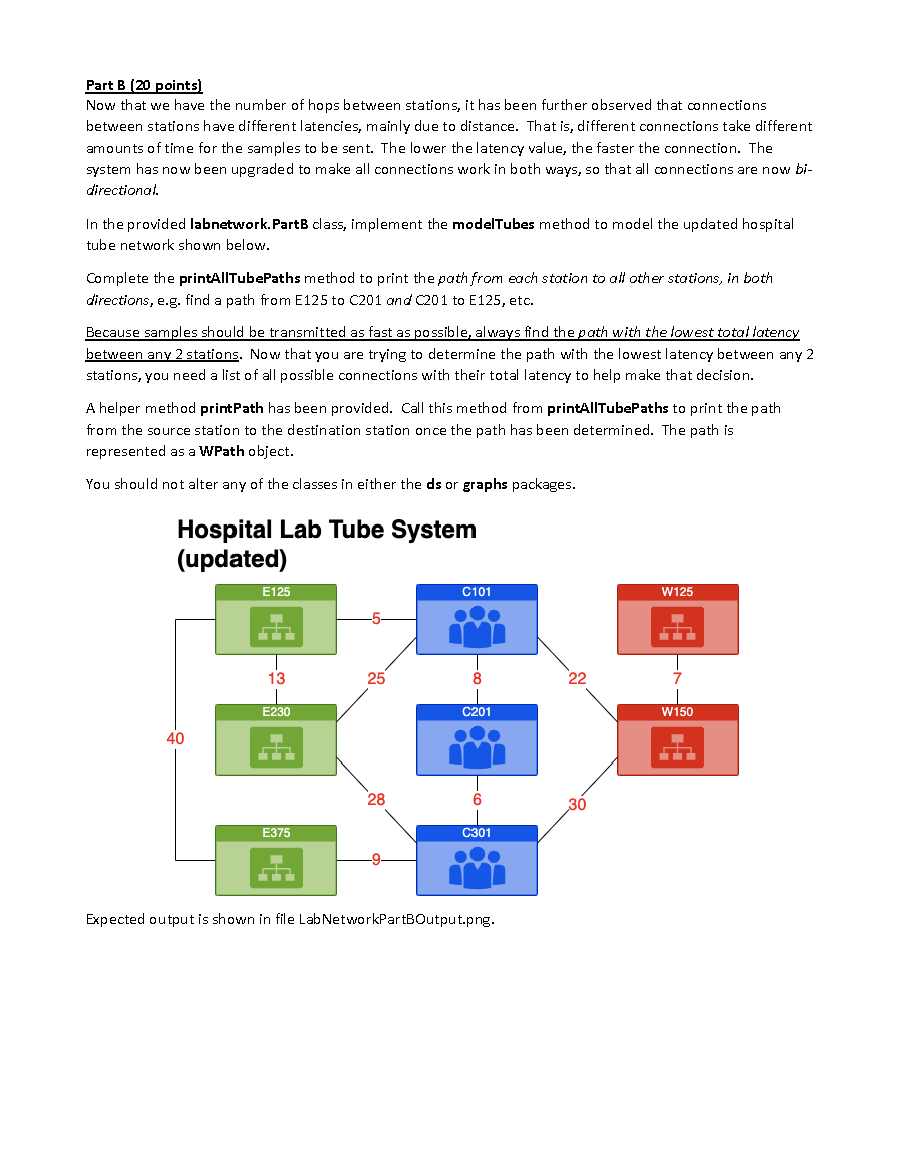 Part B (20 points)
Now that we have the number of hops between stations, it has been further observed that connections
between stations have different latencies, mainly due to distance.  That is, different connections take different
amounts of time for the samples to be sent.  The lower the latency value, the faster the connection.  The
system has now been upgraded to make all connections work in both ways, so that all connections are now bi-
directional.
In the provided labnetwork.PartB class, implement the modelTubes method to model the updated hospital
tube network shown below.
Complete the printAllTubePaths method to print the path from each station to all other stations, in both
directions, e.g. find a path from E125 to C201 and C201 to E125, etc.
Because samples should be transmitted as fast as possible, always find the path with the lowest total latency
between any 2 stations.  Now that you are trying to determine the path with the lowest latency between any 2
stations, you need a list of all possible connections with their total latency to help make that decision.
A helper method printPath has been provided.  Call this method from printAllTubePaths to print the path
from the source station to the destination station once the path has been determined.  The path is
represented as a WPath object.
You should not alter any of the classes in either the ds or graphs packages.
Hospital Lab Tube System
(updated)
E125 C101 W125
5
13 25 8 22 7
E230 C201 W150
40
28 6 30
E375 C301
9
Expected output is shown in file LabNetworkPartBOutput.png.